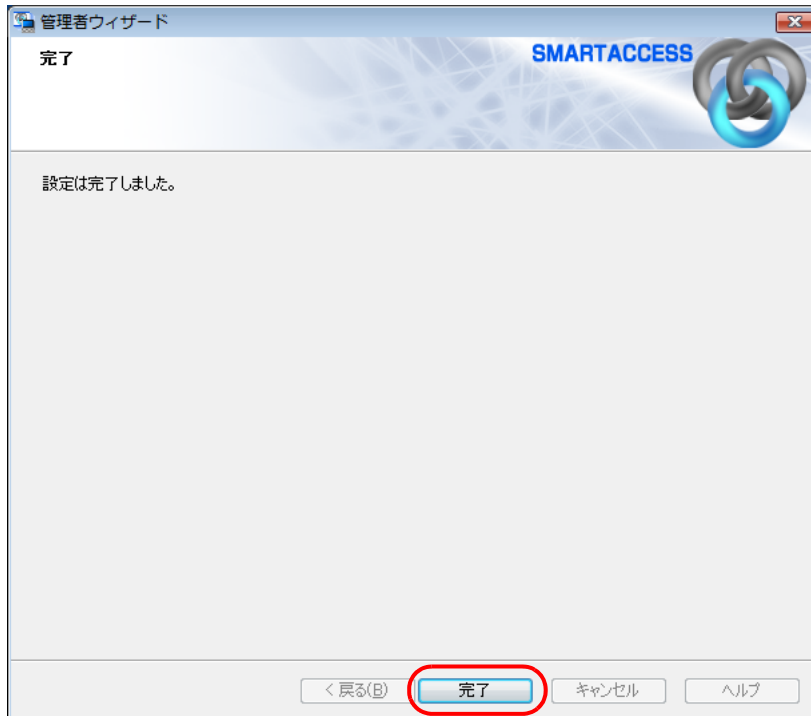 管理者ウィザード
完了
SMARTACCESS
設定は完了しました。
< 戻る(B)
完了
キャンセル
ヘルプ